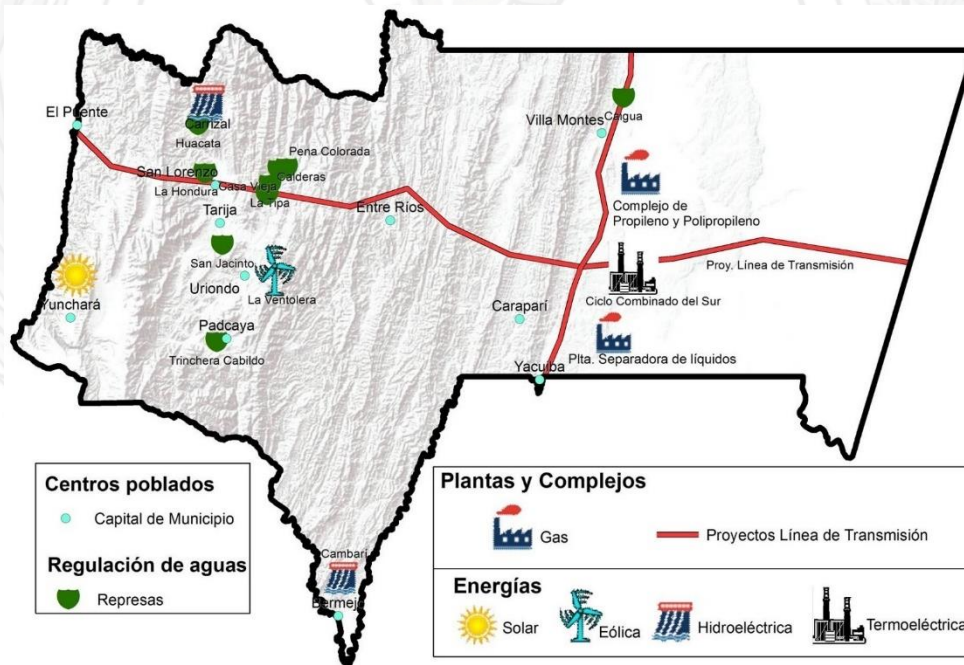 El Puente
Carrizal
Huacata
Pena Colorada
Calderas
San Lorenzo
Casa Vieja
La Hondura
La Tipa
Tarija
Entre Ríos
San Jacinto
Uriondo
La Ventolera
Yunchará
Padcaya
Trinchera Cabildo
Villa Montes
Caigua
Complejo de
Propileno y Polipropileno
Proy. Línea de Transmisión
Ciclo Combinado del Sur
Caraparí
Plta. Separadora de líquidos
Yacuiba
Cambarí
Bermejo
Centros poblados
Capital de Municipio
Regulación de aguas
Represas
Plantas y Complejos
Gas
Proyectos Línea de Transmisión
Energías
Solar
Eólica
Hidroeléctrica
Termoeléctrica